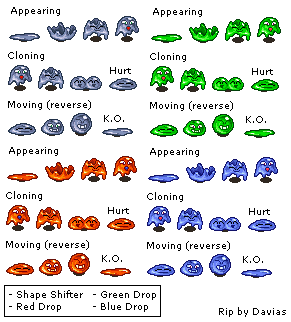 Appearing Appearing
Cloning Cloning
Hurt Hurt
Moving (reverse) Moving (reverse)
K.O. K.O.
Appearing Appearing
Cloning Cloning
Hurt Hurt
Moving (reverse) Moving (reverse)
K.O. K.O.
- Shape Shifter - Green Drop
- Red Drop - Blue Drop
Rip by Davias